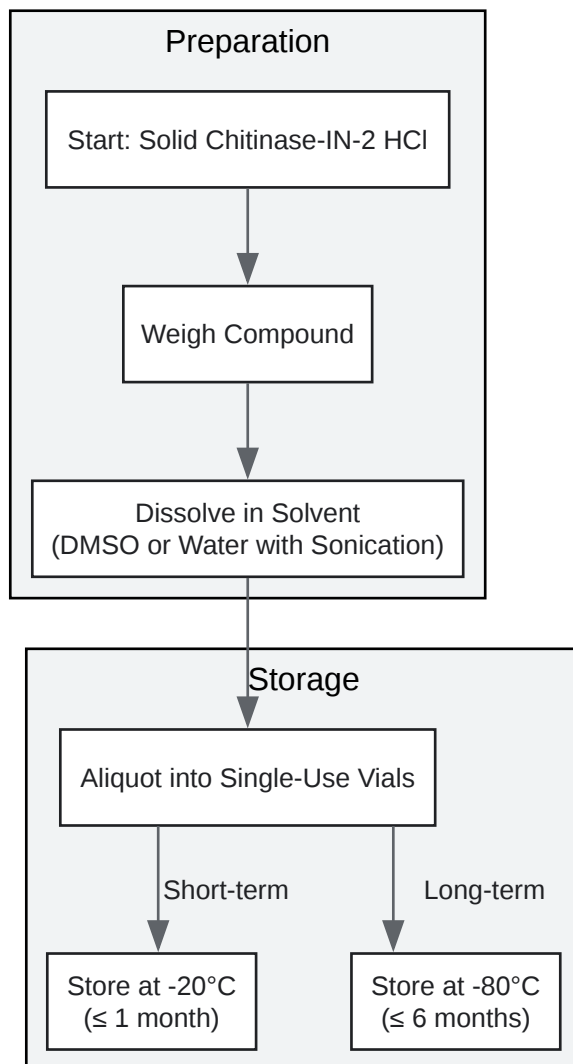 Preparation
Start: Solid Chitinase-IN-2 HCl
Weigh Compound
Dissolve in Solvent
(DMSO or Water with Sonication)
Storage
Aliquot into Single-Use Vials
Short-term
Long-term
Store at -20°C
(≤ 1 month)
Store at -80°C
(≤ 6 months)